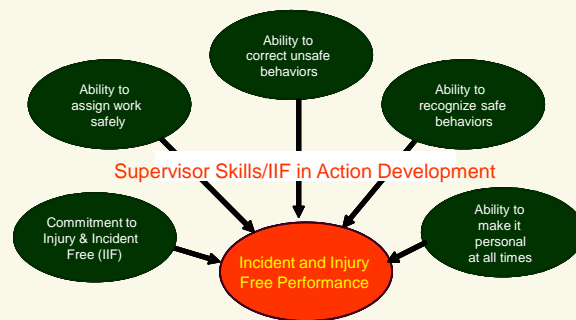 Ability to
correct unsafe
behaviors
Ability to
assign work
safely
Ability to
recognize safe
behaviors
Supervisor Skills/IIF in Action Development
Commitment to
Injury & Incident
Free (IIF)
Incident and Injury
Free Performance
Ability to
make it
personal
at all times